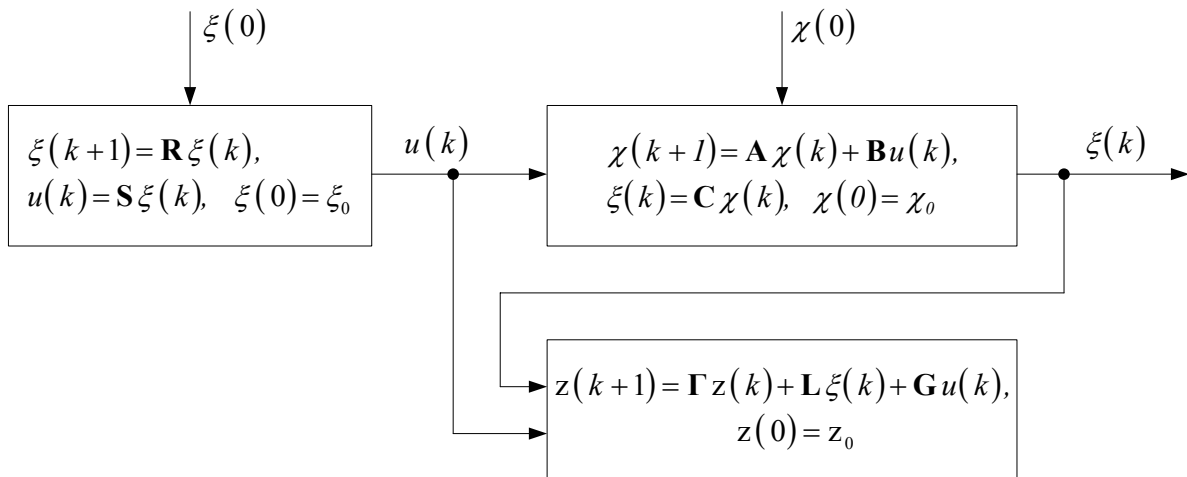 ξ(0)
χ(0)
ξ(k+1)=Rξ(k),
u(k)=Sξ(k), ξ(0)=ξ₀
u(k)
χ(k+1)=Aχ(k)+Bu(k),
ξ(k)=Cχ(k), χ(0)=χ₀
ξ(k)
z(k+1)=Γz(k)+Lξ(k)+Gu(k),
z(0)=z₀